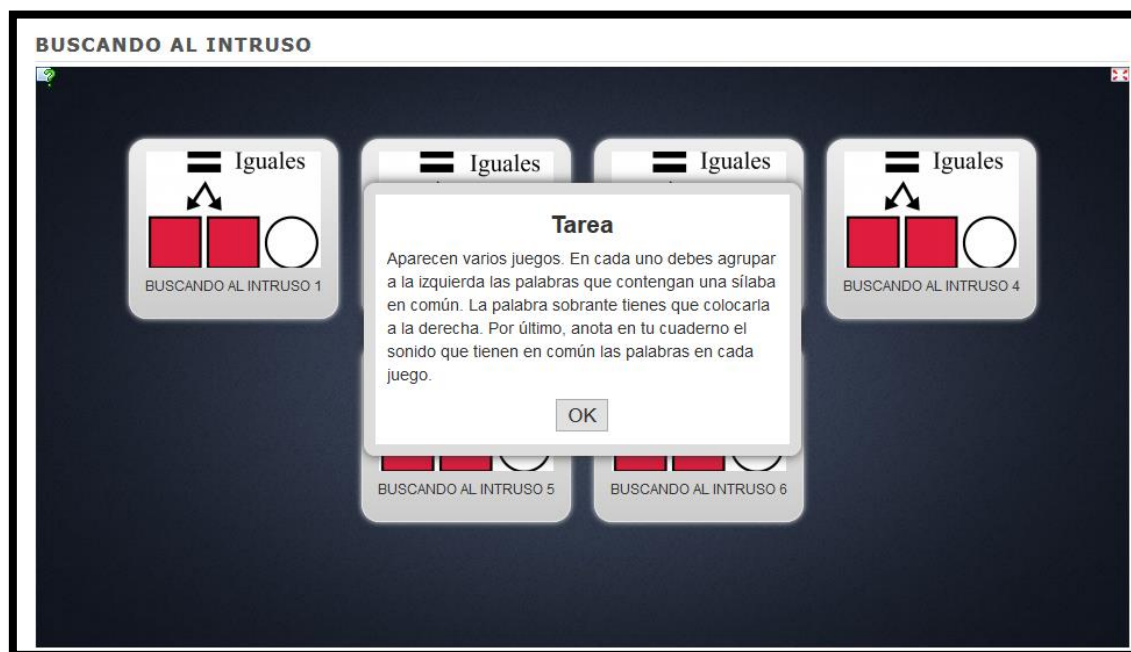 BUSCANDO AL INTRUSO
Iguales
Iguales
Iguales
Iguales
BUSCANDO AL INTRUSO 1
BUSCANDO AL INTRUSO 4
Tarea
Aparecen varios juegos. En cada uno debes agrupar
a la izquierda las palabras que contengan una sílaba
en común. La palabra sobrante tienes que colocarla
a la derecha. Por último, anota en tu cuaderno el
sonido que tienen en común las palabras en cada
juego.
OK
BUSCANDO AL INTRUSO 5
BUSCANDO AL INTRUSO 6